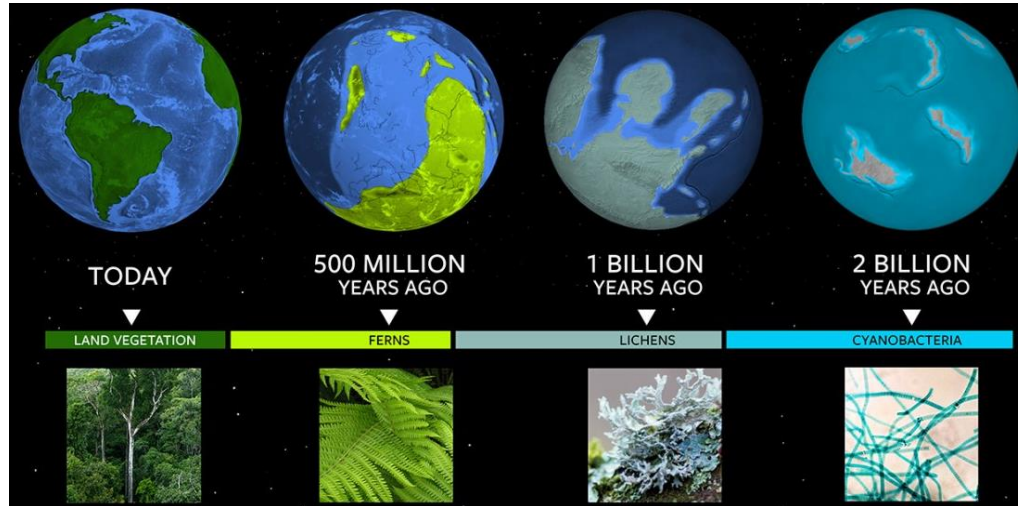 TODAY
500 MILLION
YEARS AGO
1 BILLION
YEARS AGO
2 BILLION
YEARS AGO
LAND VEGETATION
FERNS
LICHENS
CYANOBACTERIA